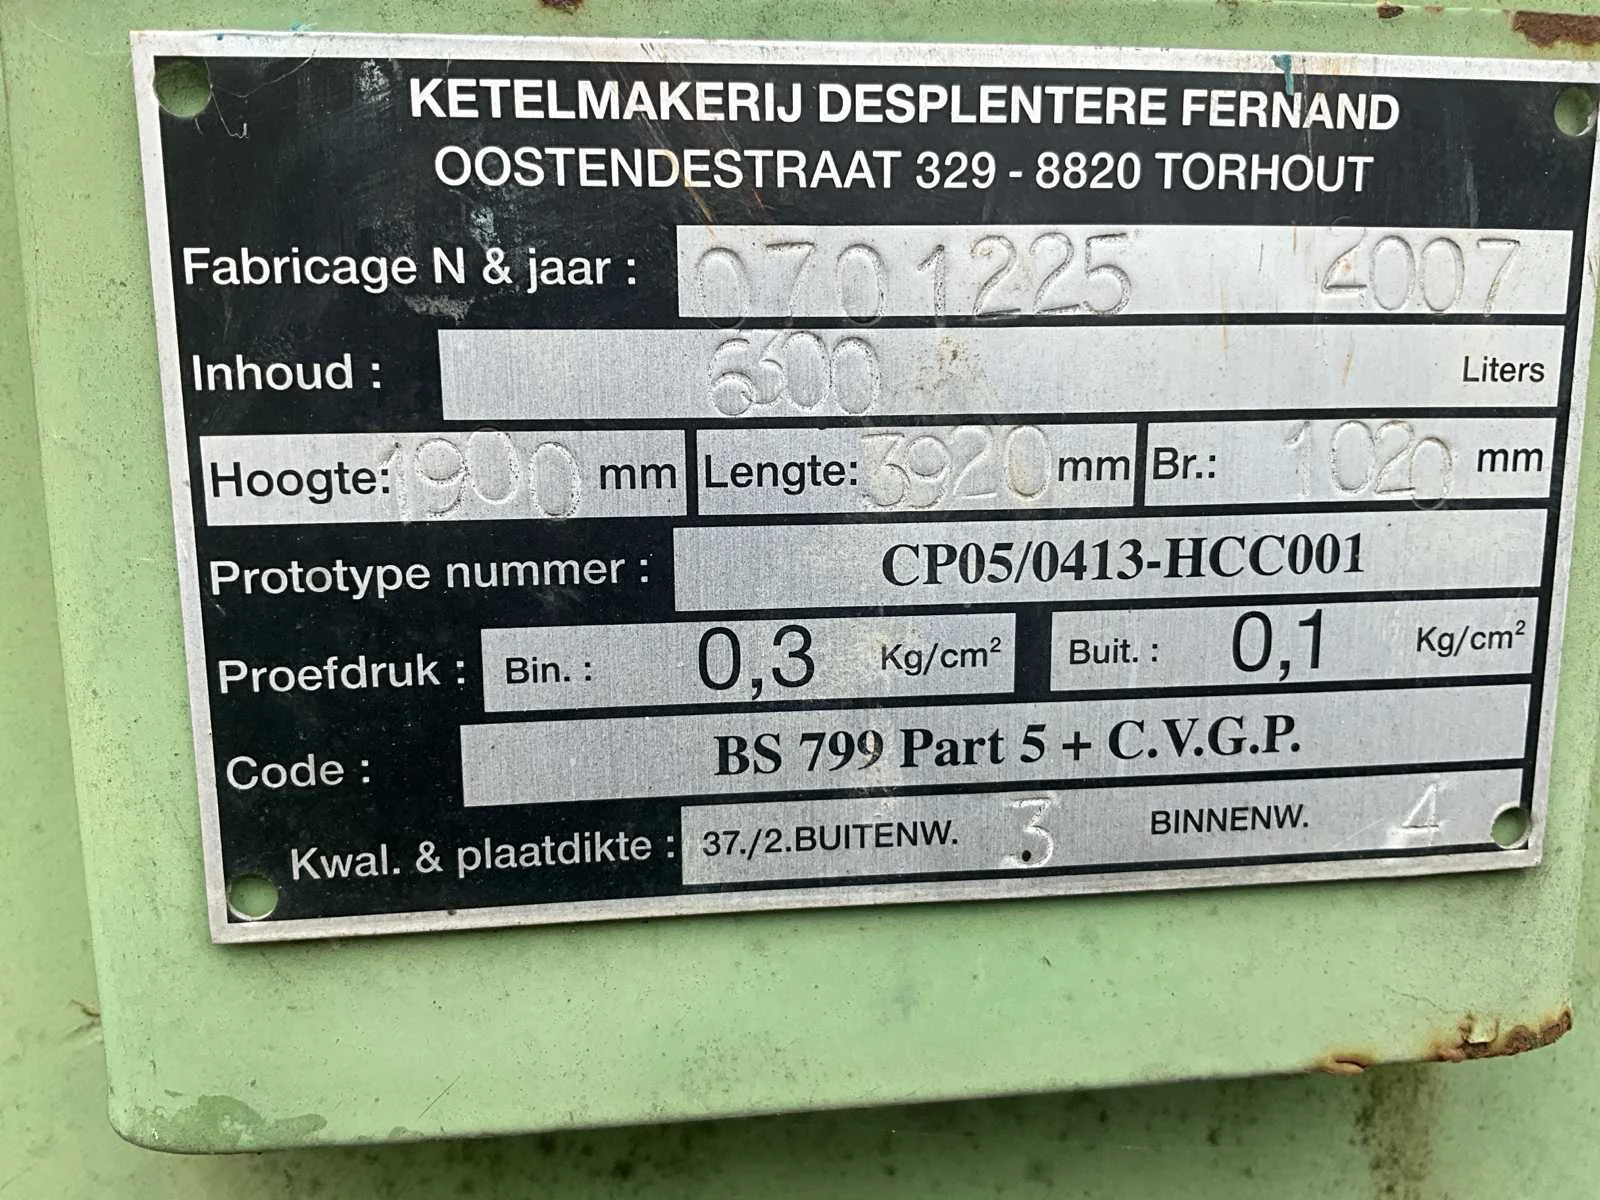 KETELMAKERIJ DESPLENTERE FERNAND
OOSTENDESTRAAT 329 - 8820 TORHOUT
Fabricage N & jaar : 0701225 2007
Inhoud : 6300 Liters
Hoogte: 1900 mm Lengte: 3920 mm Br.: 1020 mm
Prototype nummer : CP05/0413-HCC001
Proefdruk : Bin. : 0,3 Kg/cm² Buit. : 0,1 Kg/cm²
Code : BS 799 Part 5 + C.V.G.P.
Kwal. & plaatdikte : 37./2.BUITENW. 3 BINNENW. 4